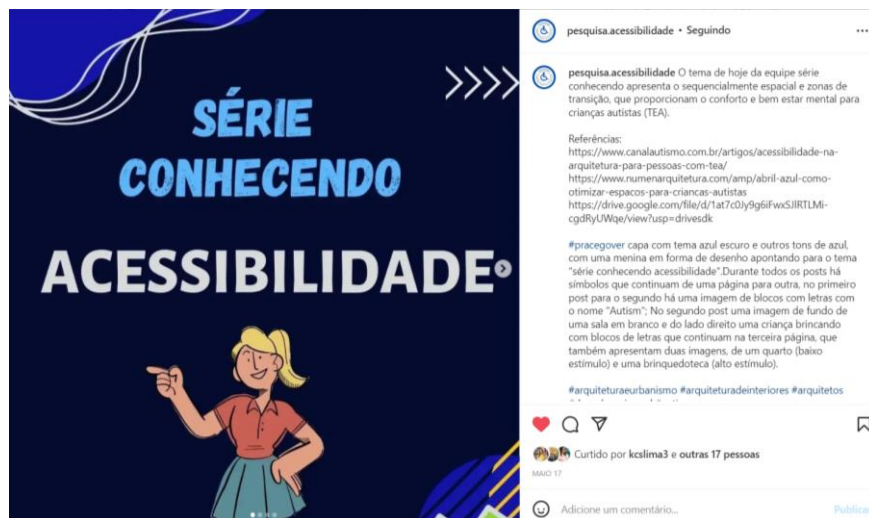 SÉRIE
CONHECENDO
ACESSIBILIDADE
pesquisa.acessibilidade • Seguindo
pesquisa.acessibilidade O tema de hoje da equipe série
conhecendo apresenta o sequencialmente espacial e zonas de
transição, que proporcionam o conforto e bem estar mental para
crianças autistas (TEA).
Referências:
https://www.canalautismo.com.br/artigos/acessibilidade-na-
arquitetura-para-pessoas-com-tea/
https://www.numenarquitetura.com/amp/abril-azul-como-
otimizar-espacos-para-criancas-autistas
https://drive.google.com/file/d/1at7c0Jy9g6iFwxSJlRTLMi-
cgdRyUWqe/view?usp=drivesdk
#pracegover capa com tema azul escuro e outros tons de azul,
com uma menina em forma de desenho apontando para o tema
"série conhecendo acessibilidade".Durante todos os posts há
símbolos que continuam de uma página para outra, no primeiro
post para o segundo há uma imagem de blocos com letras com
o nome "Autism"; No segundo post uma imagem de fundo de
uma sala em branco e do lado direito uma criança brincando
com blocos de letras que continuam na terceira página, que
também apresentam duas imagens, de um quarto (baixo
estímulo) e uma brinquedoteca (alto estímulo).
#arquiteturaeurbanismo #arquiteturadeinteriores #arquitetos
Curtido por kcslima3 e outras 17 pessoas
MAIO 17
Adicione um comentário...
Publicar